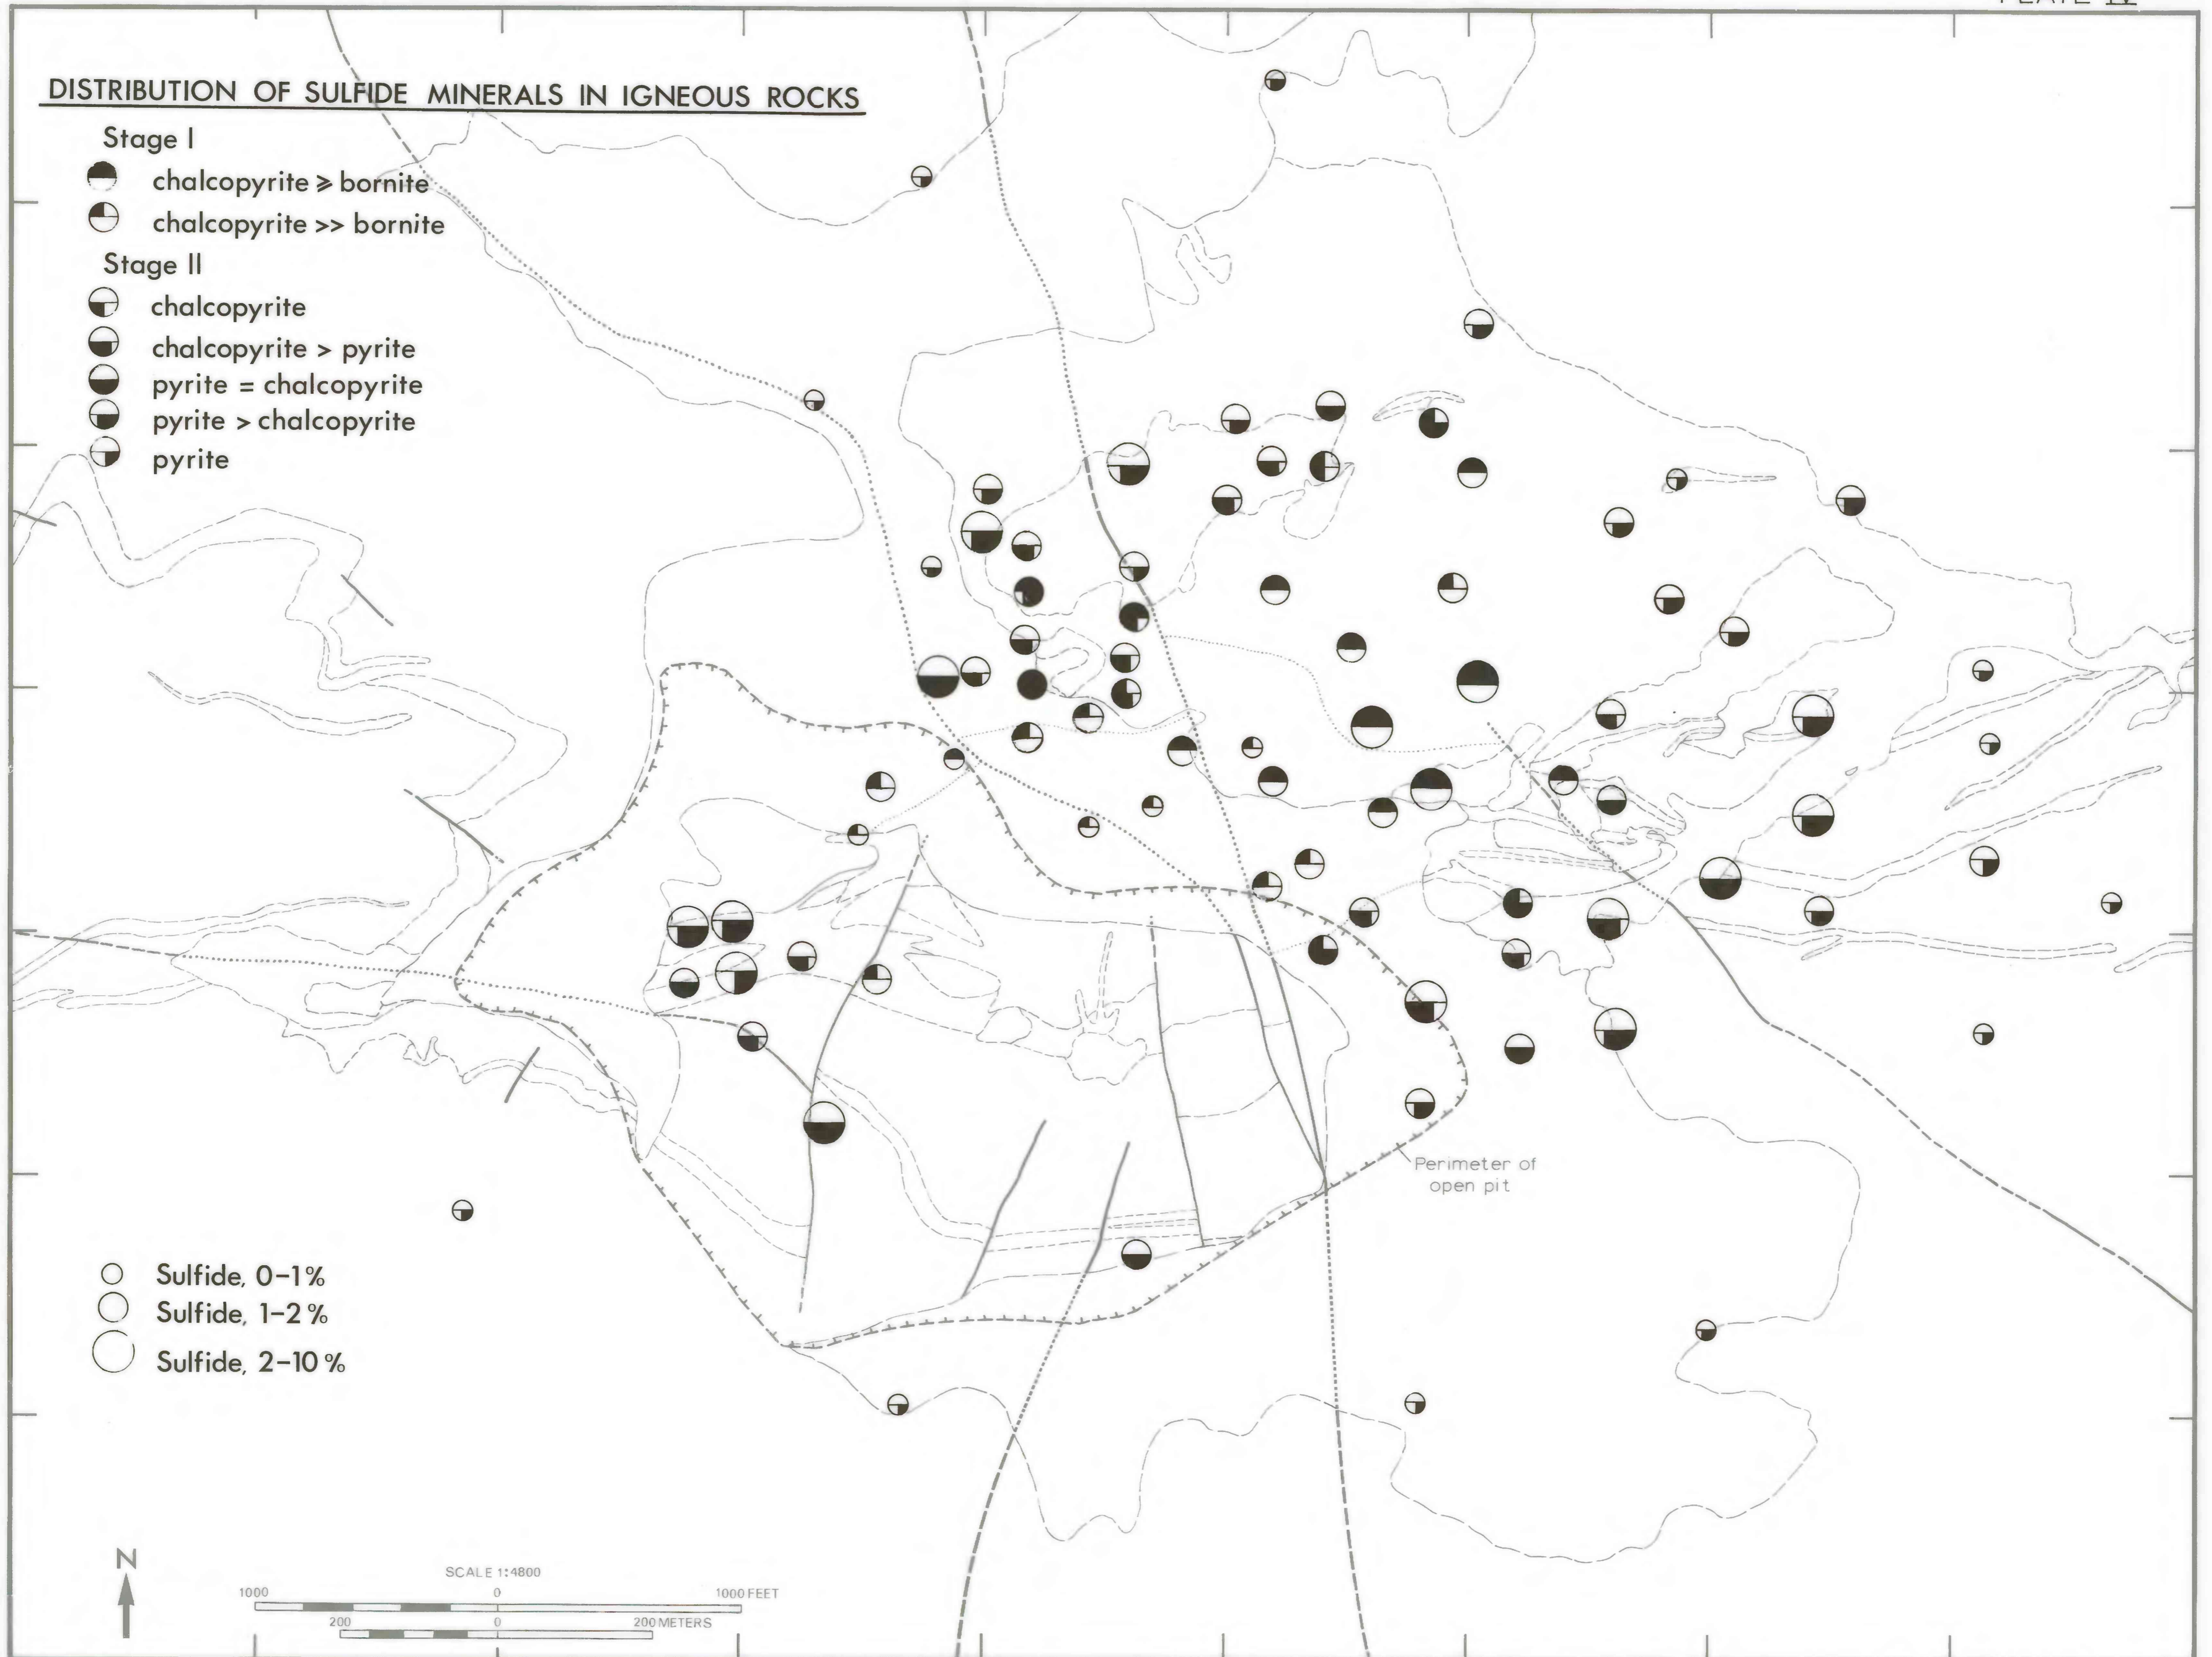 PLATE IV
DISTRIBUTION OF SULFIDE MINERALS IN IGNEOUS ROCKS
Stage I
chalcopyrite ⩾ bornite
chalcopyrite >> bornite
Stage II
chalcopyrite
chalcopyrite > pyrite
pyrite = chalcopyrite
pyrite > chalcopyrite
pyrite
Perimeter of
open pit
Sulfide, 0-1%
Sulfide, 1-2%
Sulfide, 2-10%
N
SCALE 1:4800
1000 0 1000 FEET
200 0 200 METERS